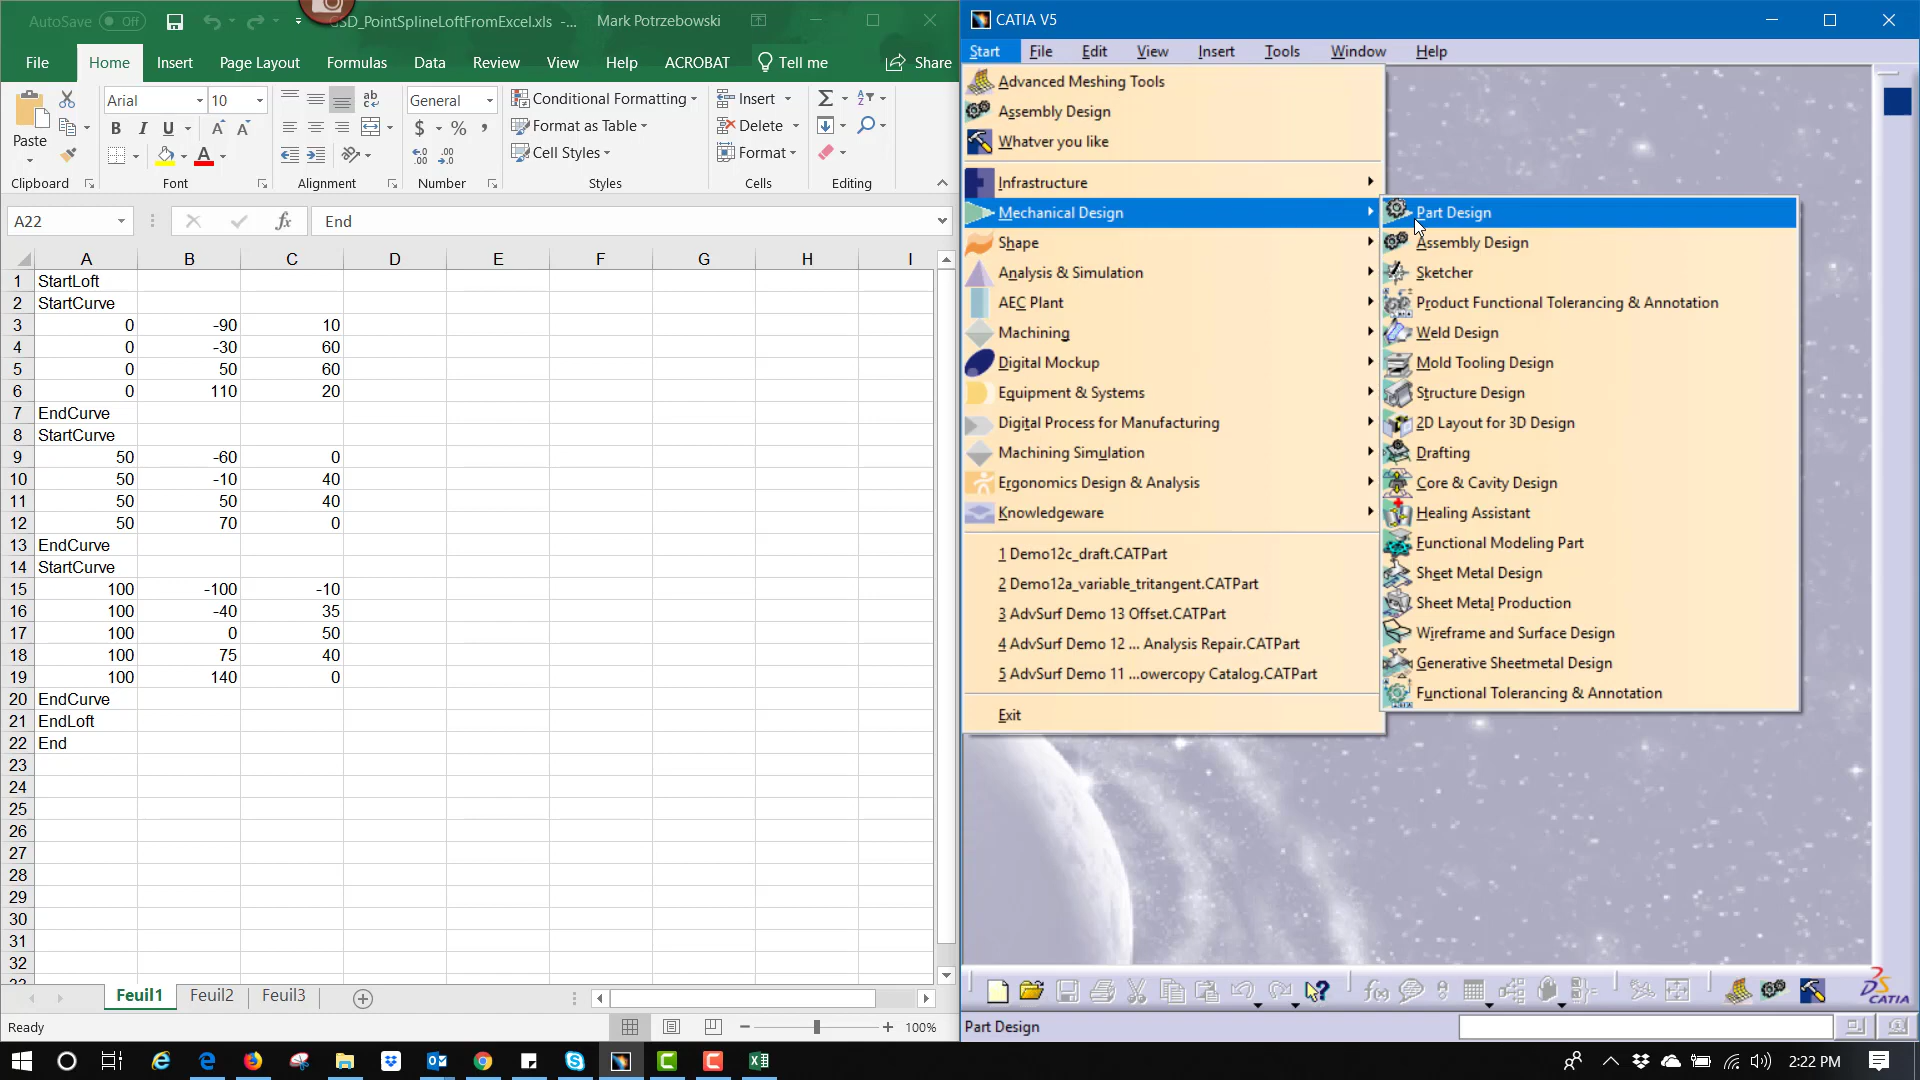 AutoSave Off GSD_PointSplineLoftFromExcel.xls -... Mark Potrzebowski
File Home Insert Page Layout Formulas Data Review View Help ACROBAT Tell me Share
Paste
Arial 10
General
Conditional Formatting
Format as Table
Cell Styles
Insert
Delete
Format
Clipboard Font Alignment Number Styles Cells Editing
A22 fx End
A B C D E F G H I
1 StartLoft
2 StartCurve
3 0 -90 10
4 0 -30 60
5 0 50 60
6 0 110 20
7 EndCurve
8 StartCurve
9 50 -60 0
10 50 -10 40
11 50 50 40
12 50 70 0
13 EndCurve
14 StartCurve
15 100 -100 -10
16 100 -40 35
17 100 0 50
18 100 75 40
19 100 140 0
20 EndCurve
21 EndLoft
22 End
23
24
25
26
27
28
29
30
31
32
Feuil1 Feuil2 Feuil3
Ready 100%
CATIA V5
Start File Edit View Insert Tools Window Help
Advanced Meshing Tools
Assembly Design
Whatver you like
Infrastructure
Mechanical Design
Shape
Analysis & Simulation
AEC Plant
Machining
Digital Mockup
Equipment & Systems
Digital Process for Manufacturing
Machining Simulation
Ergonomics Design & Analysis
Knowledgeware
1 Demo12c_draft.CATPart
2 Demo12a_variable_tritangent.CATPart
3 AdvSurf Demo 13 Offset.CATPart
4 AdvSurf Demo 12 ... Analysis Repair.CATPart
5 AdvSurf Demo 11 ...owercopy Catalog.CATPart
Exit
Part Design
Assembly Design
Sketcher
Product Functional Tolerancing & Annotation
Weld Design
Mold Tooling Design
Structure Design
2D Layout for 3D Design
Drafting
Core & Cavity Design
Healing Assistant
Functional Modeling Part
Sheet Metal Design
Sheet Metal Production
Wireframe and Surface Design
Generative Sheetmetal Design
Functional Tolerancing & Annotation
CATIA
Part Design
2:22 PM